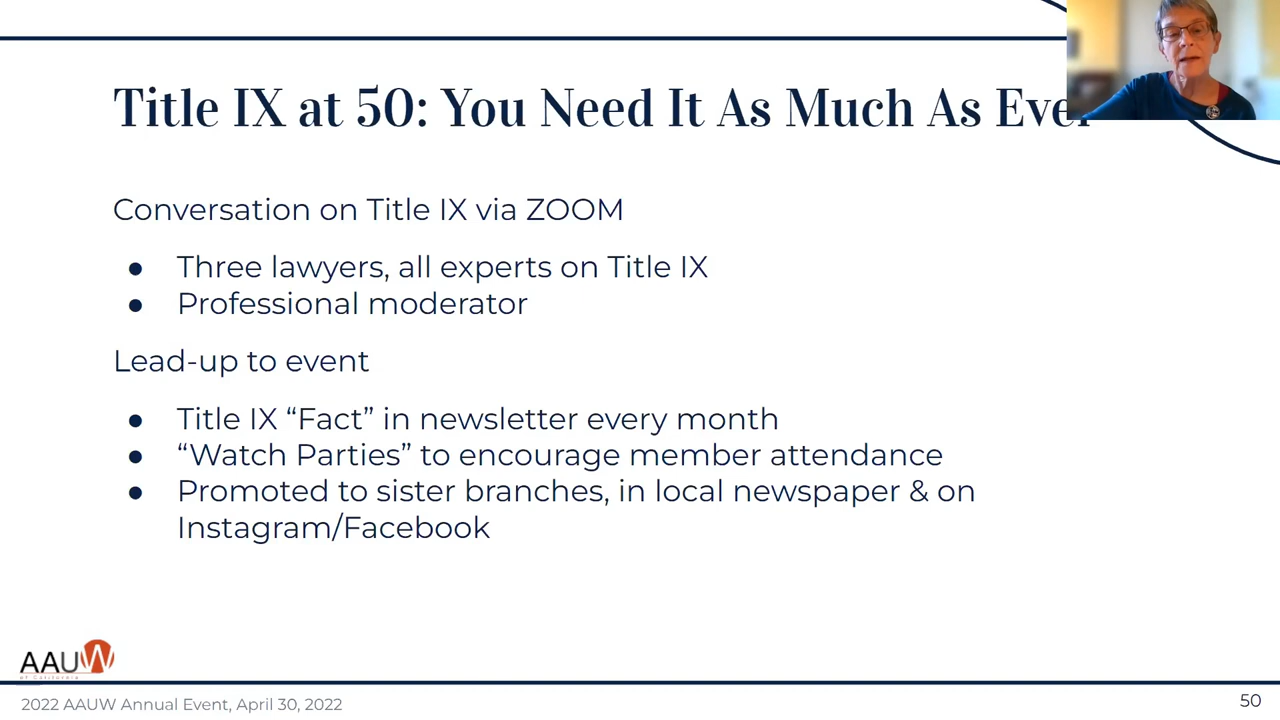 Title IX at 50: You Need It As Much As Ever
Conversation on Title IX via ZOOM
● Three lawyers, all experts on Title IX
● Professional moderator
Lead-up to event
● Title IX “Fact” in newsletter every month
● “Watch Parties” to encourage member attendance
● Promoted to sister branches, in local newspaper & on
Instagram/Facebook
AAUW
of California
2022 AAUW Annual Event, April 30, 2022
50